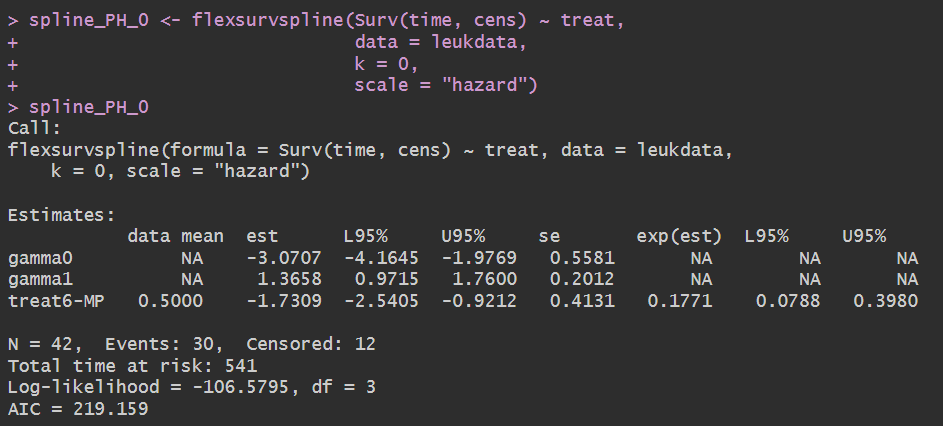 > spline_PH_0 <- flexsurvspline(Surv(time, cens) ~ treat,
+                               data = leukdata,
+                               k = 0,
+                               scale = "hazard")
> spline_PH_0
Call:
flexsurvspline(formula = Surv(time, cens) ~ treat, data = leukdata, 
    k = 0, scale = "hazard")

Estimates: 
           data mean  est      L95%     U95%     se       exp(est)  L95%     U95%   
gamma0          NA    -3.0707  -4.1645  -1.9769   0.5581       NA        NA       NA
gamma1          NA     1.3658   0.9715   1.7600   0.2012       NA        NA       NA
treat6-MP   0.5000    -1.7309  -2.5405  -0.9212   0.4131   0.1771    0.0788   0.3980

N = 42,  Events: 30,  Censored: 12
Total time at risk: 541
Log-likelihood = -106.5795, df = 3
AIC = 219.159